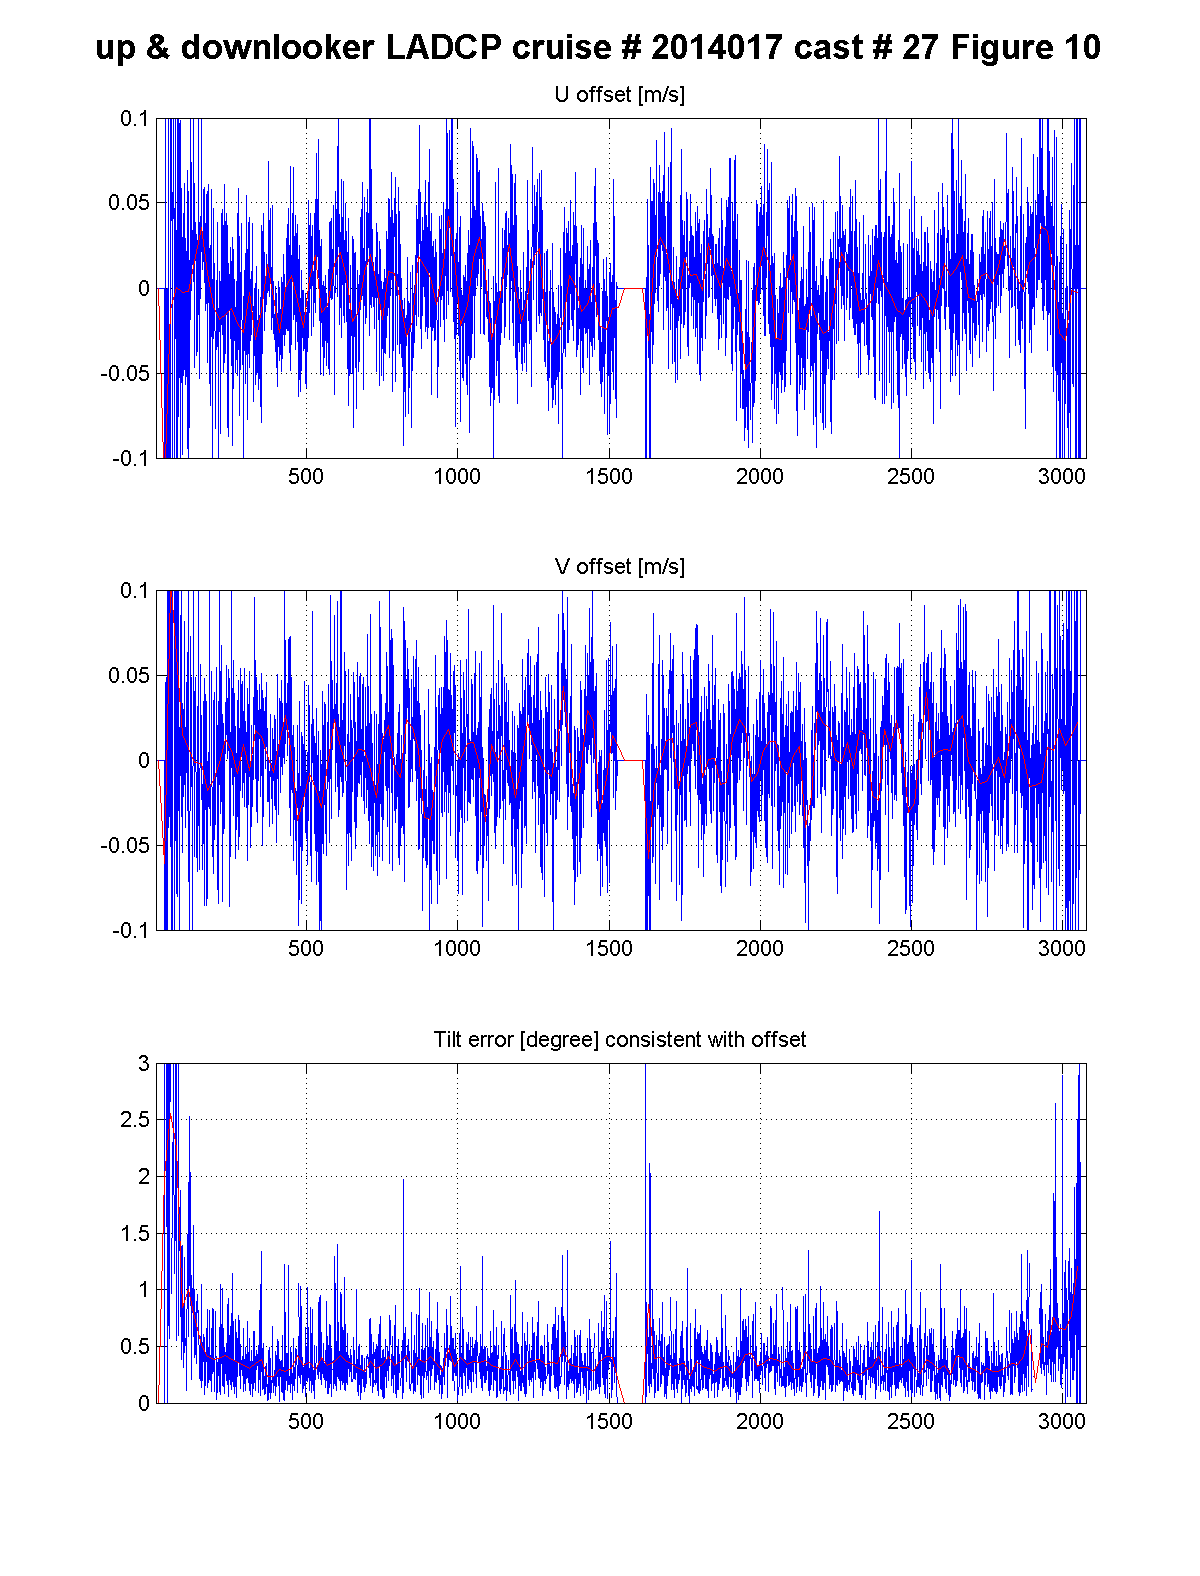 up & downlooker LADCP cruise # 2014017 cast # 27 Figure 10
U offset [m/s]
0.1
0.05
0
-0.05
-0.1
500 1000 1500 2000 2500 3000
V offset [m/s]
0.1
0.05
0
-0.05
-0.1
500 1000 1500 2000 2500 3000
Tilt error [degree] consistent with offset
3
2.5
2
1.5
1
0.5
0
500 1000 1500 2000 2500 3000